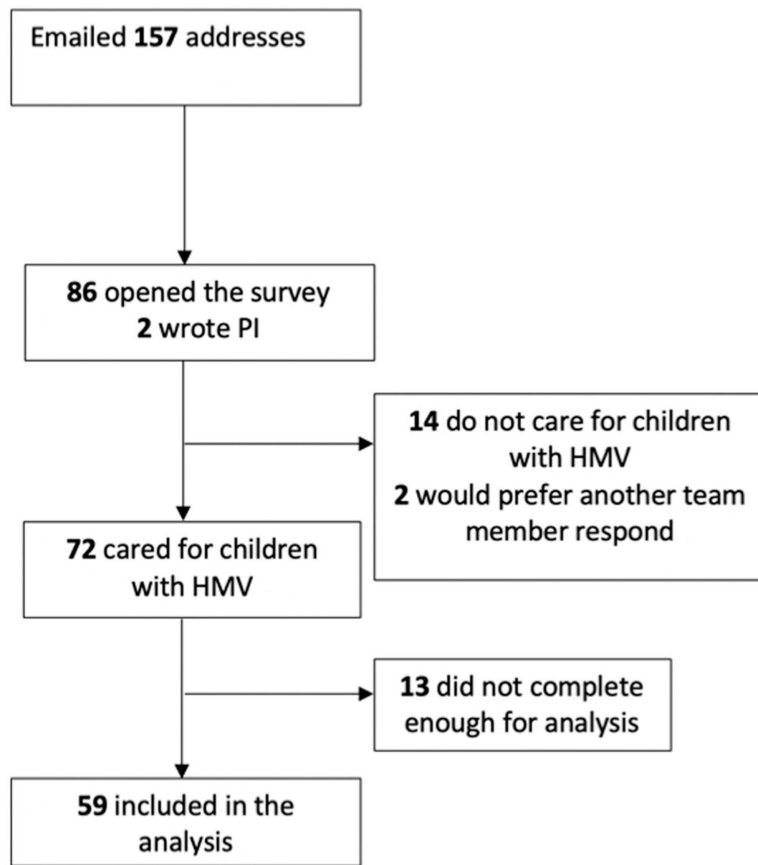 Emailed 157 addresses
86 opened the survey
2 wrote PI
14 do not care for children
with HMV
2 would prefer another team
member respond
72 cared for children
with HMV
13 did not complete
enough for analysis
59 included in the
analysis